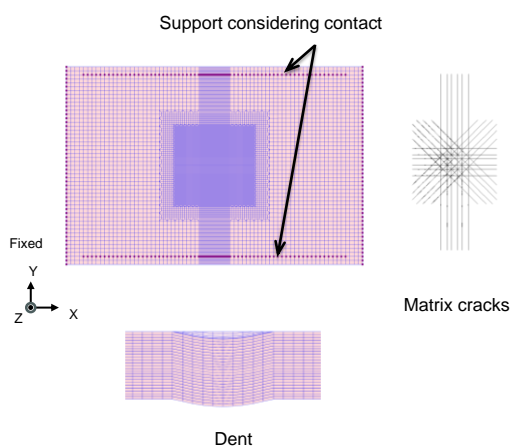 Support considering contact
Fixed
Y
Z
X
Matrix cracks
Dent